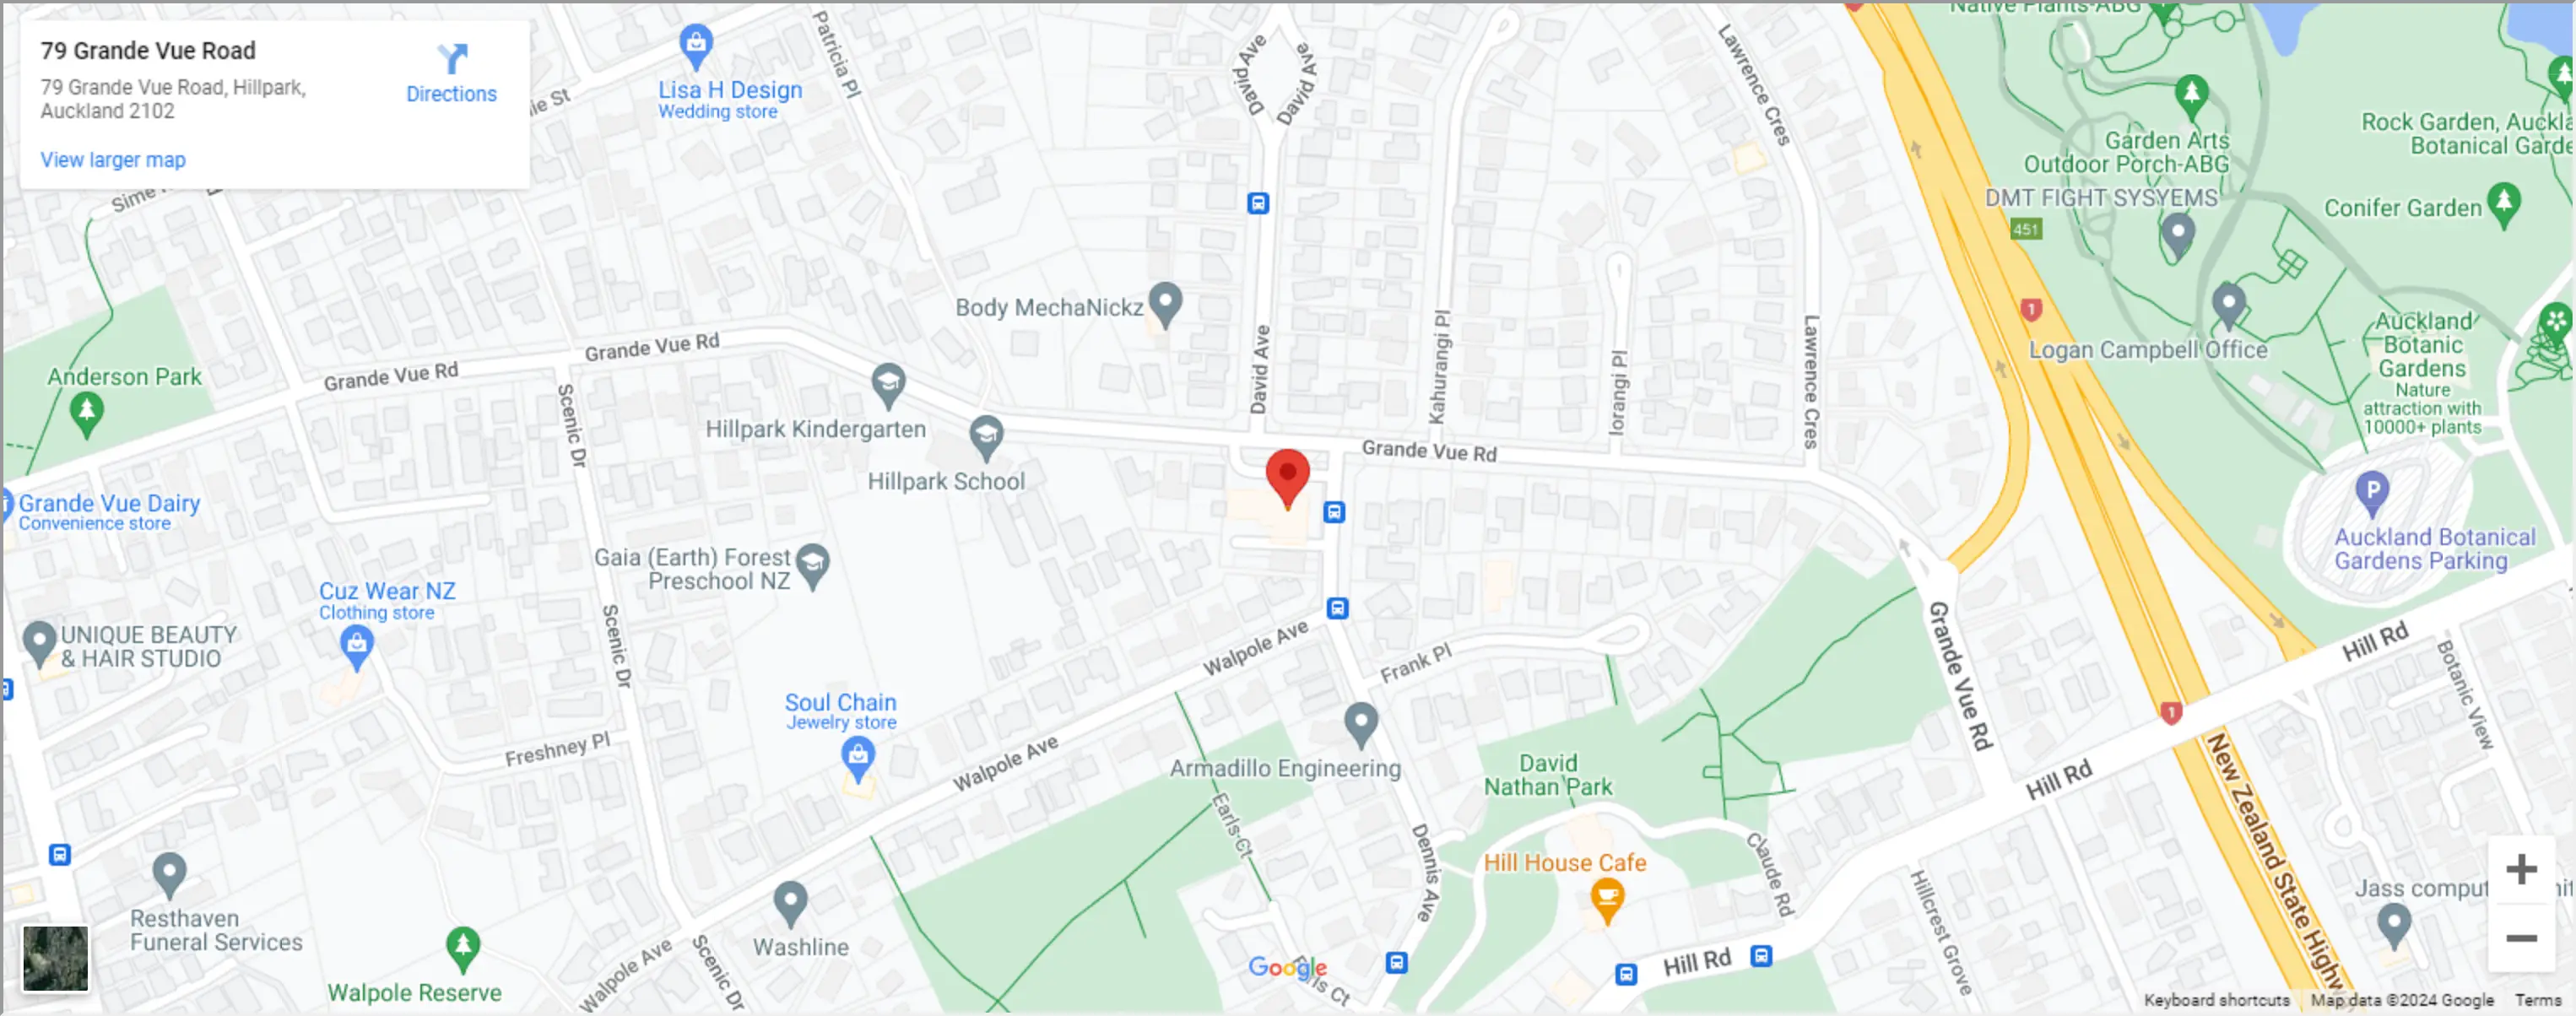 79 Grande Vue Road
79 Grande Vue Road, Hillpark,
Auckland 2102
Directions
View larger map
Lisa H Design
Wedding store
Patricia Pl
David Ave
David Ave
Lawrence Cres
Native Plants-ABG
Garden Arts
Outdoor Porch-ABG
Rock Garden, Auckla
Botanical Garde
DMT FIGHT SYSYEMS
Conifer Garden
451
1
Sime
Body MechaNickz
David Ave
Kahurangi Pl
Iorangi Pl
Lawrence Cres
Logan Campbell Office
Auckland
Botanic
Gardens
Nature
attraction with
10000+ plants
Anderson Park
Grande Vue Rd
Grande Vue Rd
Scenic Dr
Hillpark Kindergarten
Hillpark School
Grande Vue Rd
P
Auckland Botanical
Gardens Parking
Grande Vue Dairy
Convenience store
Gaia (Earth) Forest
Preschool NZ
Cuz Wear NZ
Clothing store
UNIQUE BEAUTY
& HAIR STUDIO
Scenic Dr
Walpole Ave
Frank Pl
Grande Vue Rd
Hill Rd
Botanic View
1
Soul Chain
Jewelry store
Freshney Pl
Walpole Ave
Armadillo Engineering
David
Nathan Park
Hill Rd
New Zealand State Highw
Earls Ct
Dennis Ave
Hill House Cafe
Claude Rd
Hillcrest Grove
Jass comput
Resthaven
Funeral Services
Washline
Walpole Reserve
Walpole Ave
Scenic Dr
Google
Earls Ct
Hill Rd
Keyboard shortcuts
Map data ©2024 Google
Terms